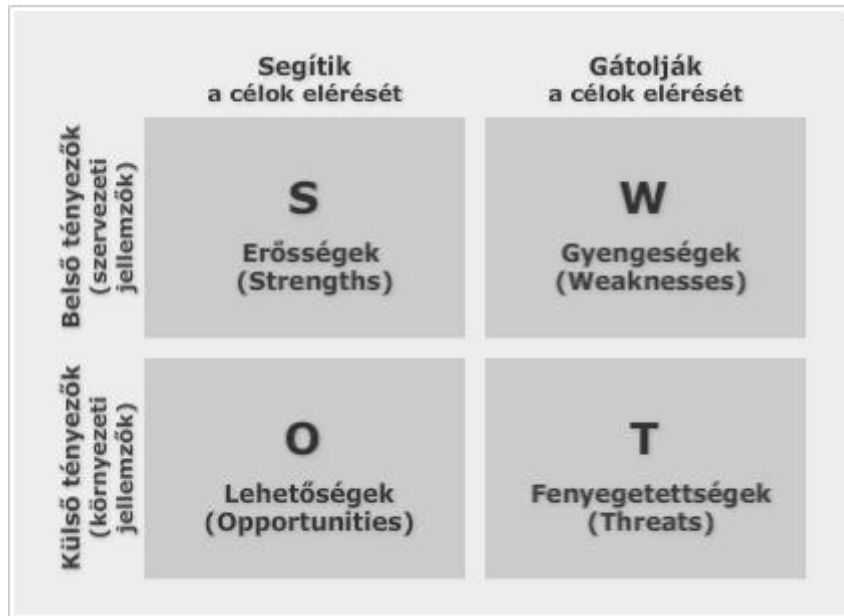 Segítik
a célok elérését
Gátolják
a célok elérését
Belső tényezők
(szervezeti
jellemzők)
S
Erősségek
(Strengths)
W
Gyengeségek
(Weaknesses)
Külső tényezők
(környezeti
jellemzők)
O
Lehetőségek
(Opportunities)
T
Fenyegetettségek
(Threats)